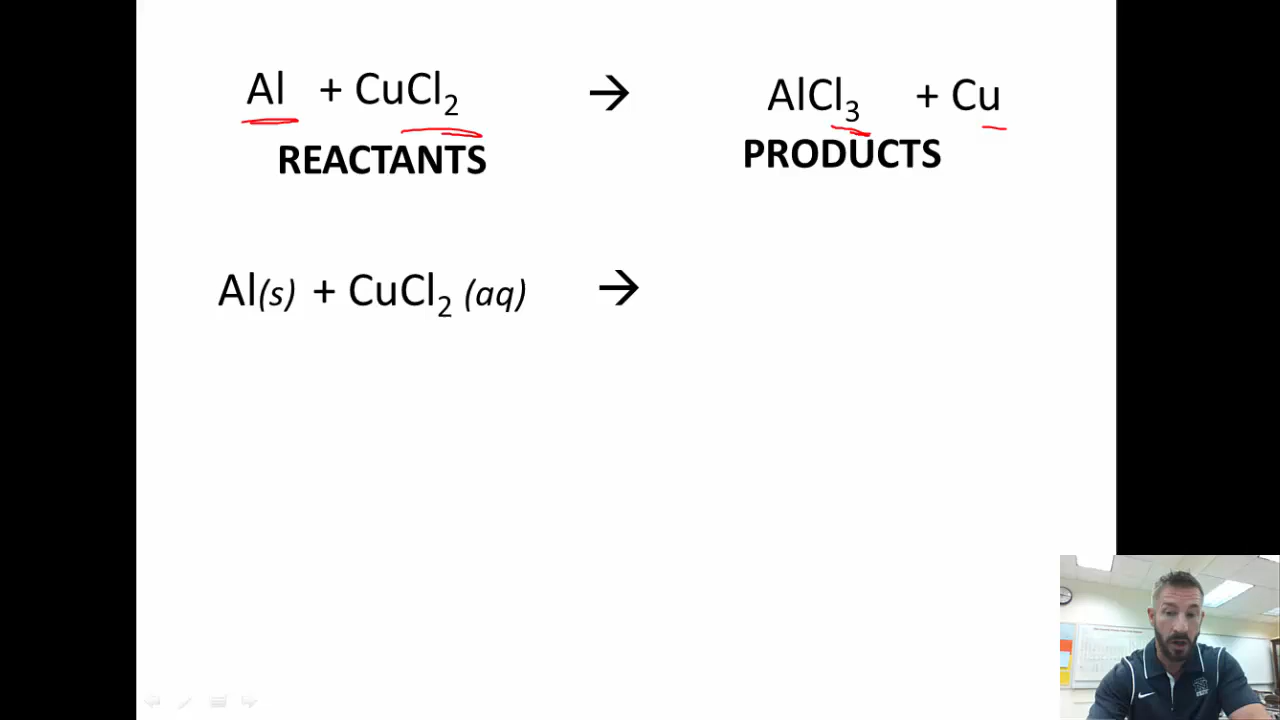 Al + CuCl₂ → AlCl₃ + Cu
REACTANTS PRODUCTS
Al(s) + CuCl₂ (aq) →